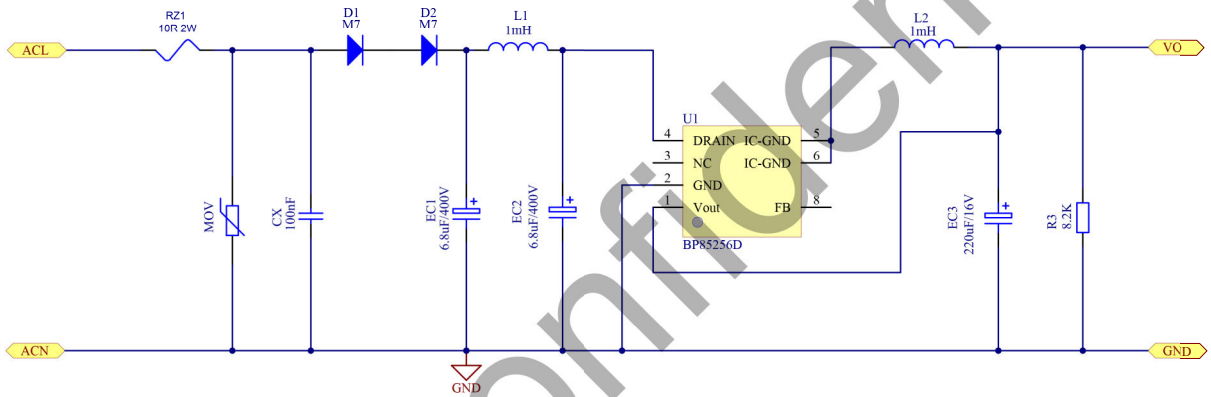 RZ1
10R 2W
D1
M7
D2
M7
L1
1mH
L2
1mH
ACL
VO
U1
4 DRAIN IC-GND 5
3 NC IC-GND 6
2 GND
1 Vout FB 8
BP85256D
MOV
CX
100nF
EC1
6.8uF/400V
EC2
6.8uF/400V
EC3
220uF/16V
R3
8.2K
ACN
GND
GND
onfiden